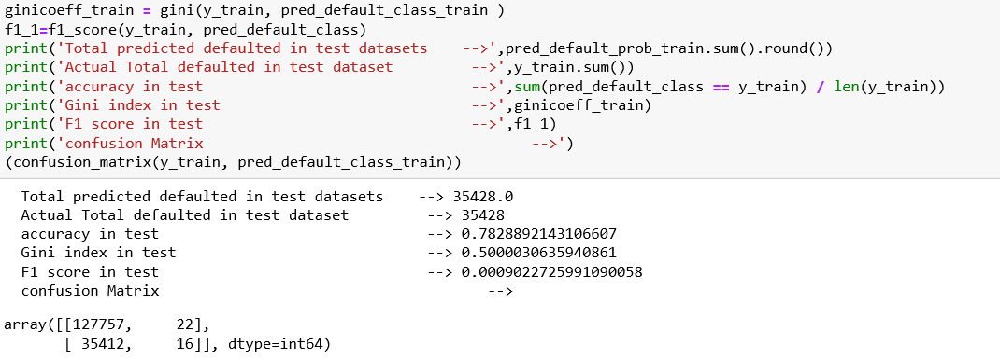 ginicoeff_train = gini(y_train, pred_default_class_train )
f1_1=f1_score(y_train, pred_default_class)
print('Total predicted defaulted in test datasets    -->',pred_default_prob_train.sum().round())
print('Actual Total defaulted in test dataset         -->',y_train.sum())
print('accuracy in test                               -->',sum(pred_default_class == y_train) / len(y_train))
print('Gini index in test                             -->',ginicoeff_train)
print('F1 score in test                               -->',f1_1)
print('confusion Matrix                                      -->')
(confusion_matrix(y_train, pred_default_class_train))
Total predicted defaulted in test datasets    --> 35428.0
Actual Total defaulted in test dataset         --> 35428
accuracy in test                               --> 0.7828892143106607
Gini index in test                             --> 0.5000030635940861
F1 score in test                               --> 0.0009022725991090058
confusion Matrix                                      -->
array([[127757,     22],
       [ 35412,     16]], dtype=int64)